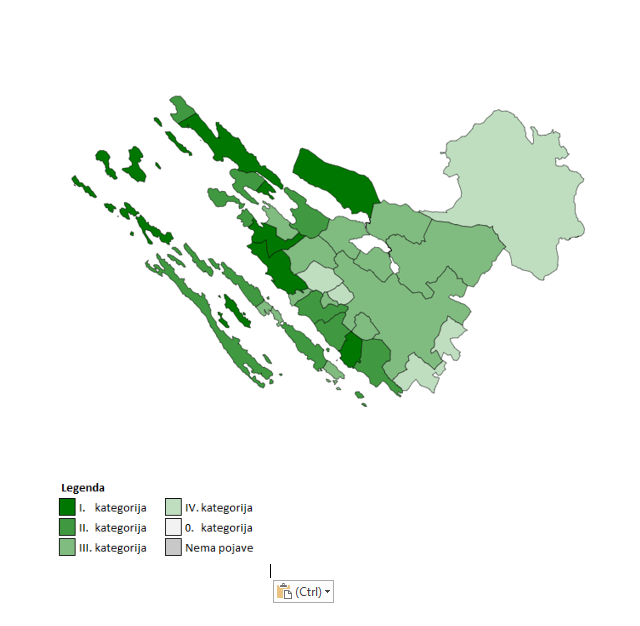 Legenda
I. kategorija
IV. kategorija
II. kategorija
0. kategorija
III. kategorija
Nema pojave
(Ctrl)